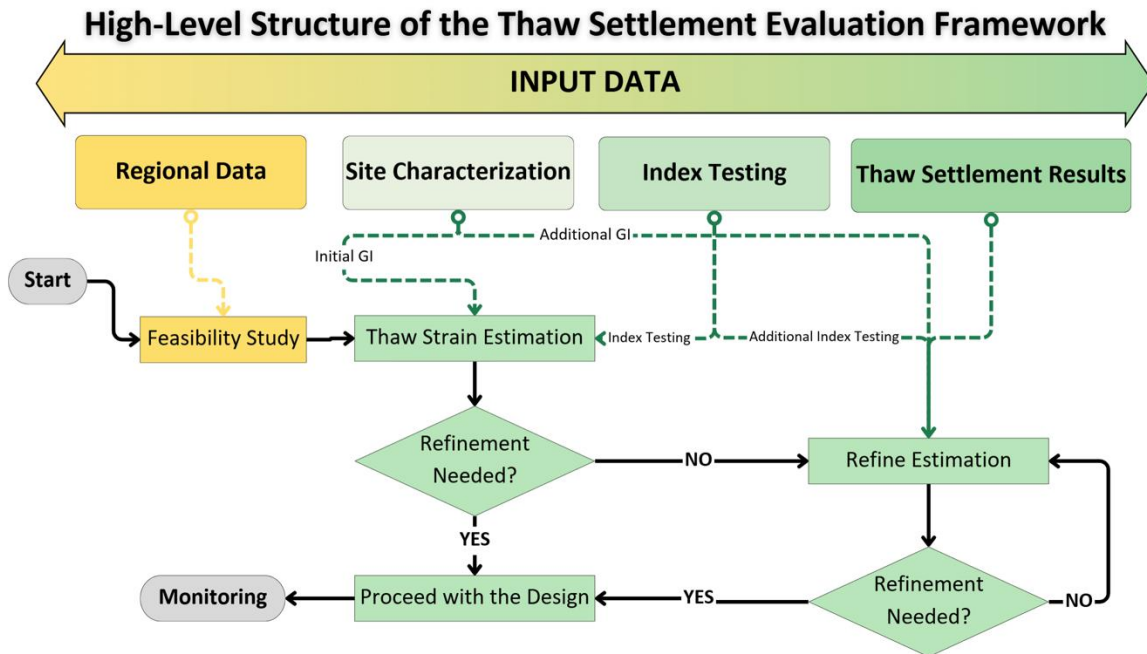 High-Level Structure of the Thaw Settlement Evaluation Framework
INPUT DATA
Regional Data
Site Characterization
Index Testing
Thaw Settlement Results
Additional GI
Initial GI
Start
Feasibility Study
Thaw Strain Estimation
Index Testing
Additional Index Testing
Refinement
Needed?
NO
Refine Estimation
YES
Monitoring
Proceed with the Design
YES
Refinement
Needed?
NO